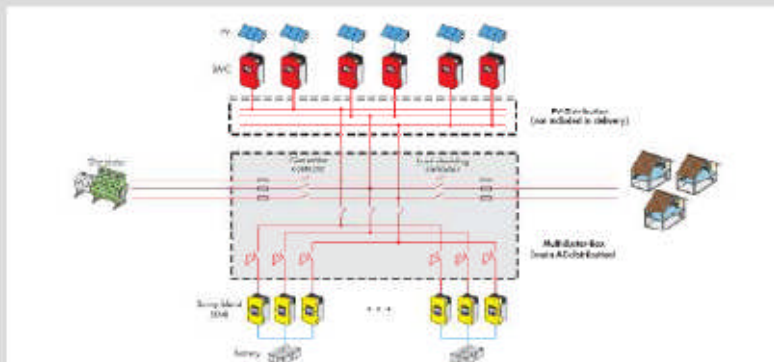 PV
SMC
PV-Distribution
(not included in delivery)
Generator
Generator
contactor
Load-shedding
contactor
Multicluster-Box
(main AC-distribution)
Sunny Island
Battery